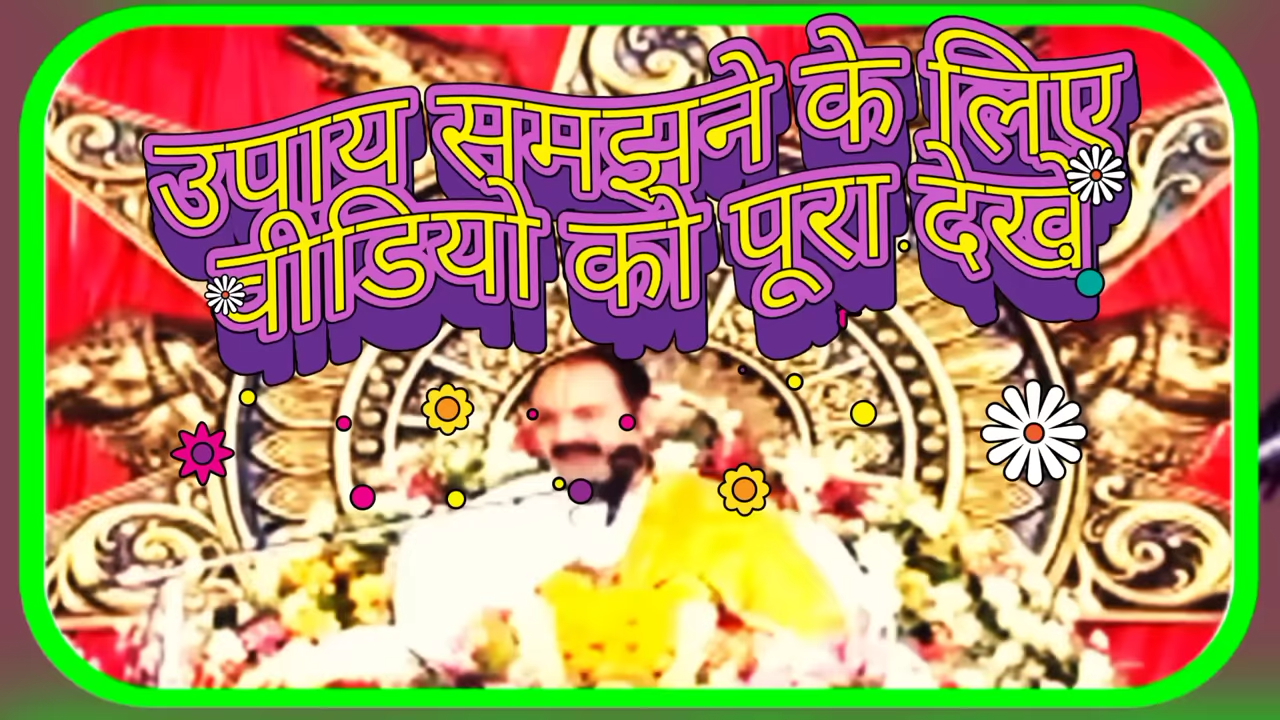 उपाय समझने के लिए
वीडियो को पूरा देखें